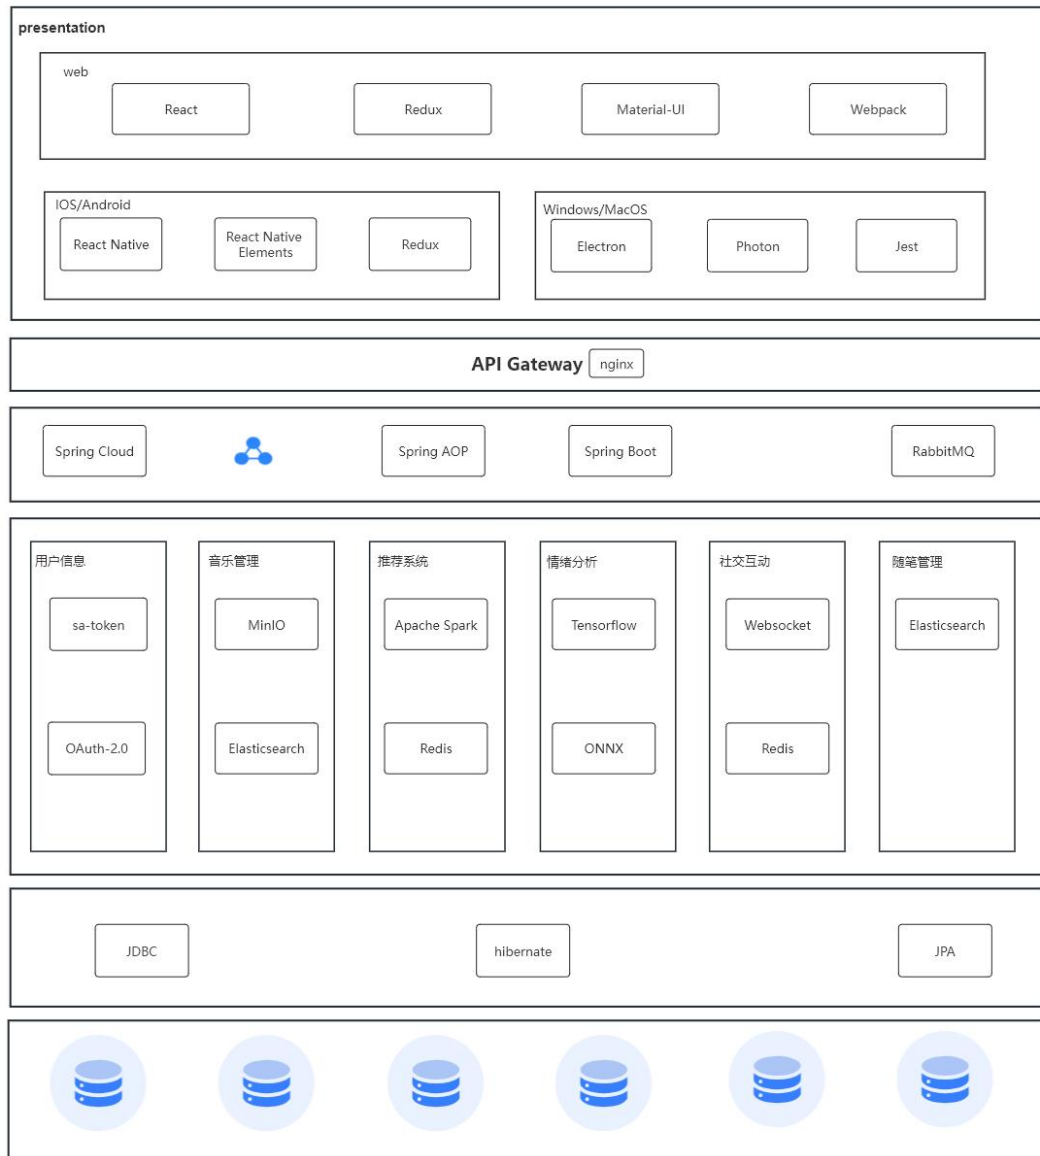 presentation
web
React
Redux
Material-UI
Webpack
IOS/Android
React Native
React Native
Elements
Redux
Windows/MacOS
Electron
Photon
Jest
API Gateway
nginx
Spring Cloud
Spring AOP
Spring Boot
RabbitMQ
用户信息
sa-token
OAuth-2.0
音乐管理
MinIO
Elasticsearch
推荐系统
Apache Spark
Redis
情绪分析
Tensorflow
ONNX
社交互动
Websocket
Redis
随笔管理
Elasticsearch
JDBC
hibernate
JPA